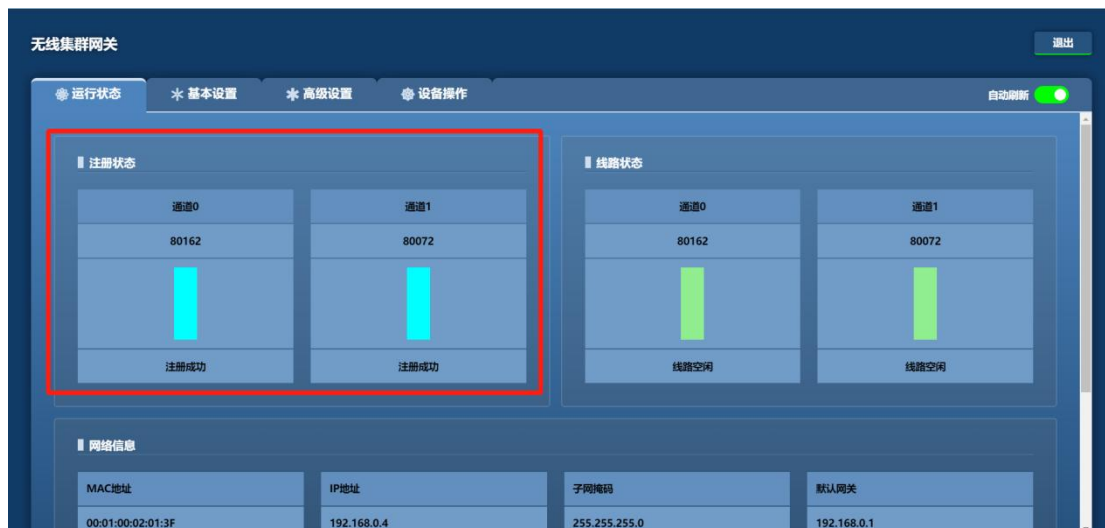 无线集群网关
退出
运行状态 基本设置 高级设置 设备操作 自动刷新
注册状态
通道0 通道1
80162 80072
注册成功 注册成功
线路状态
通道0 通道1
80162 80072
线路空闲 线路空闲
网络信息
MAC地址 IP地址 子网掩码 默认网关
00:01:00:02:01:3F 192.168.0.4 255.255.255.0 192.168.0.1